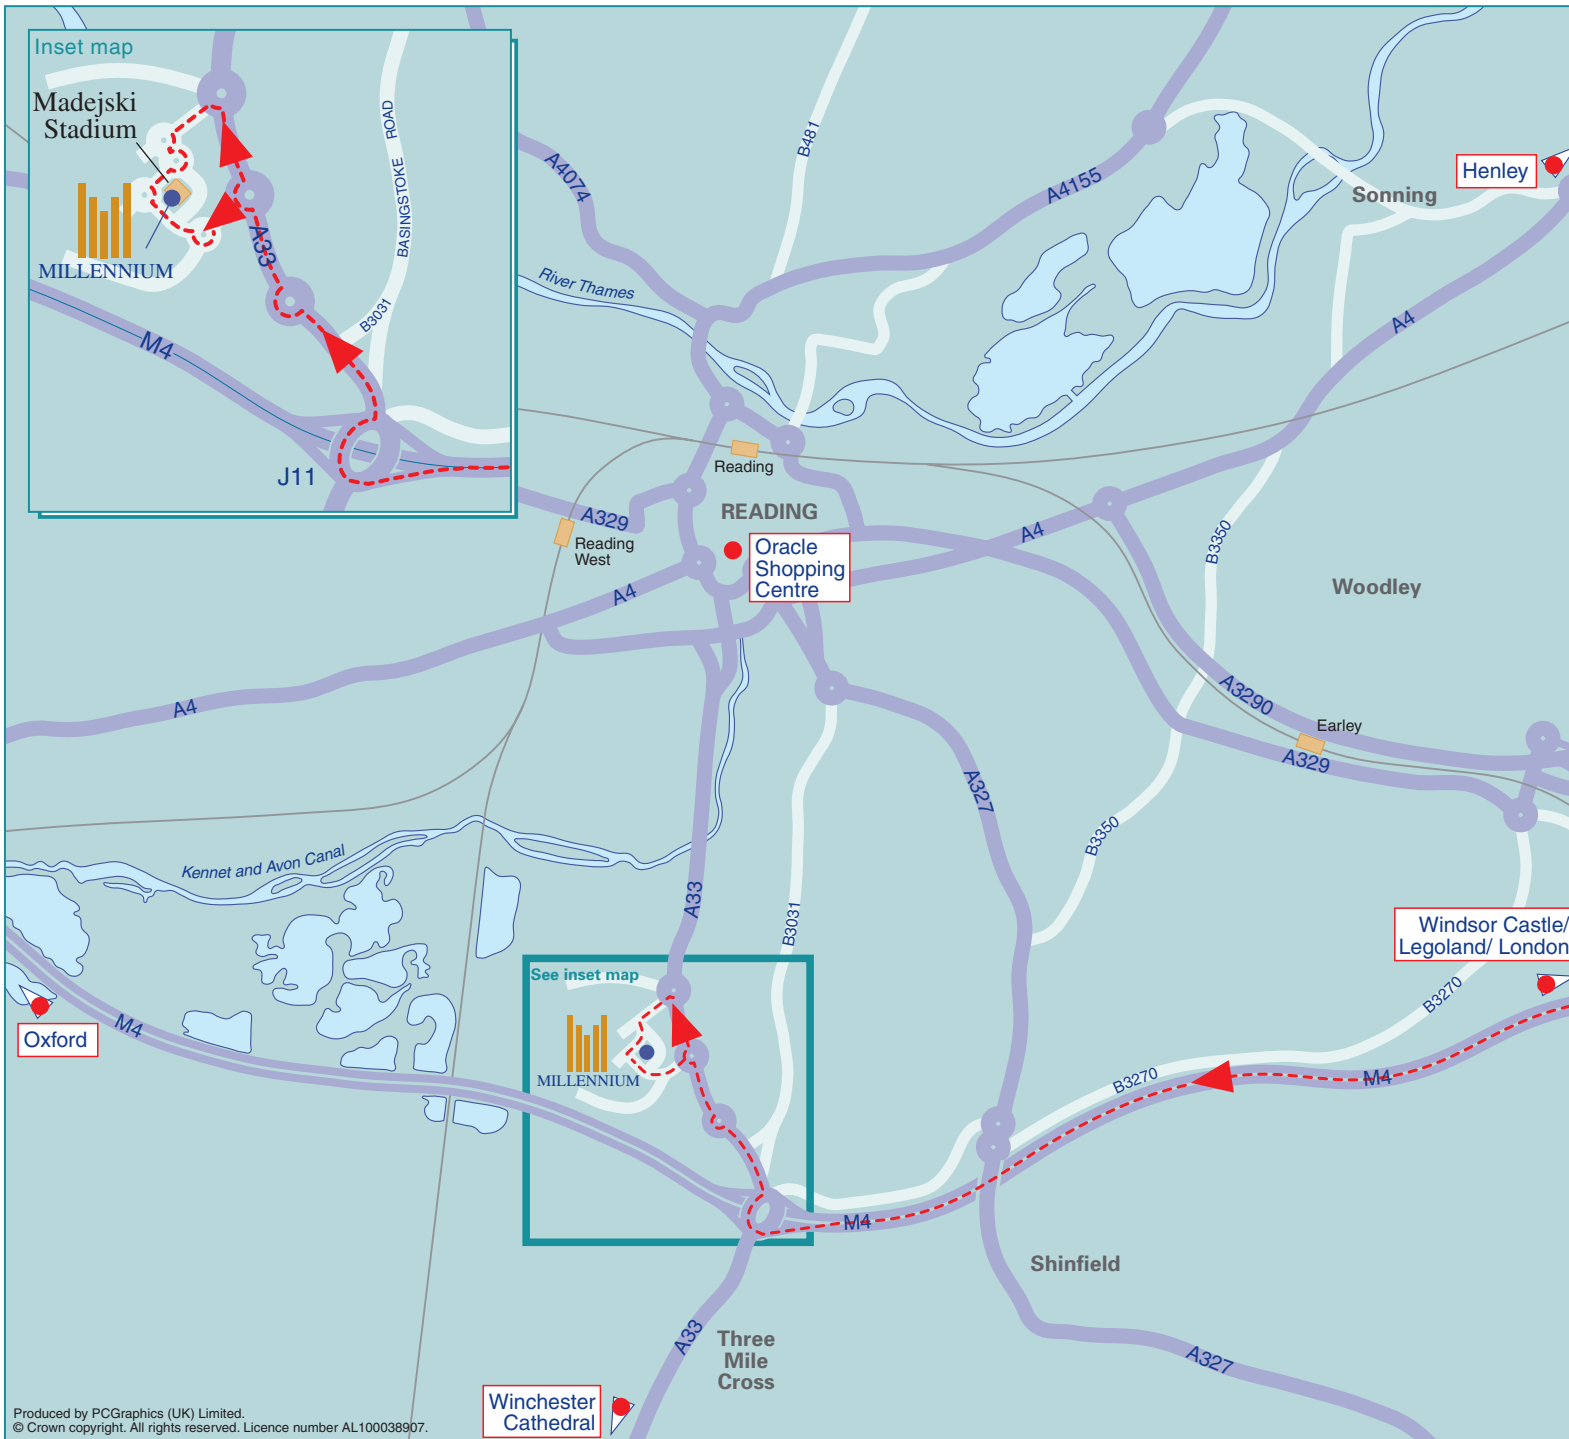 Inset map
Madejski
Stadium
MILLENNIUM
A33
BASINGSTOKE ROAD
B3031
M4
J11
A4074
B481
A4155
Sonning
Henley
River Thames
A4
Reading
READING
A329
Reading
West
Oracle
Shopping
Centre
A4
A4
B3350
Woodley
A4
A3290
Earley
A329
A327
B3350
Kennet and Avon Canal
A33
B3031
Windsor Castle/
Legoland/ London
See inset map
B3270
Oxford
M4
MILLENNIUM
B3270
M4
M4
Shinfield
A33
Three
Mile
Cross
A327
Winchester
Cathedral
Produced by PCGraphics (UK) Limited.
© Crown copyright. All rights reserved. Licence number AL100038907.